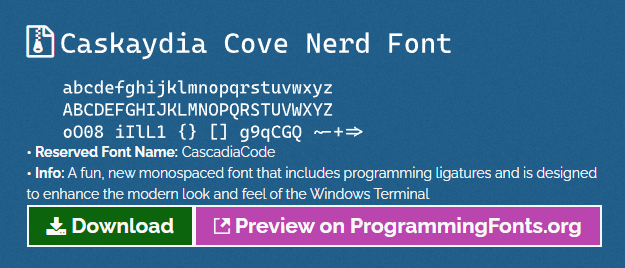 Caskaydia Cove Nerd Font
abcdefghijklmnopqrstuvwxyz
ABCDEFGHIJKLMNOPQRSTUVWXYZ
oO08 iIlL1 {} [] g9qCGQ ~-+=>
• Reserved Font Name: CascadiaCode
• Info: A fun, new monospaced font that includes programming ligatures and is designed
to enhance the modern look and feel of the Windows Terminal
Download
Preview on ProgrammingFonts.org